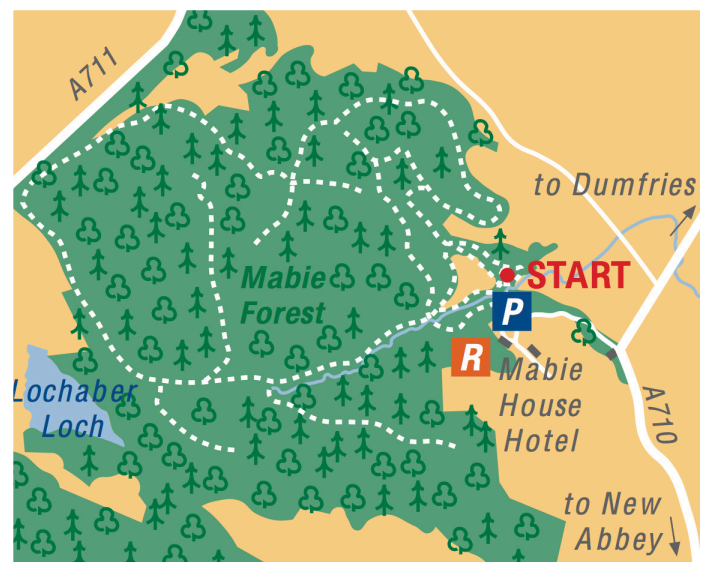 A711
to Dumfries
START
Mabie
Forest
P
R
Mabie
House
Hotel
Lochaber
Loch
A710
to New
Abbey